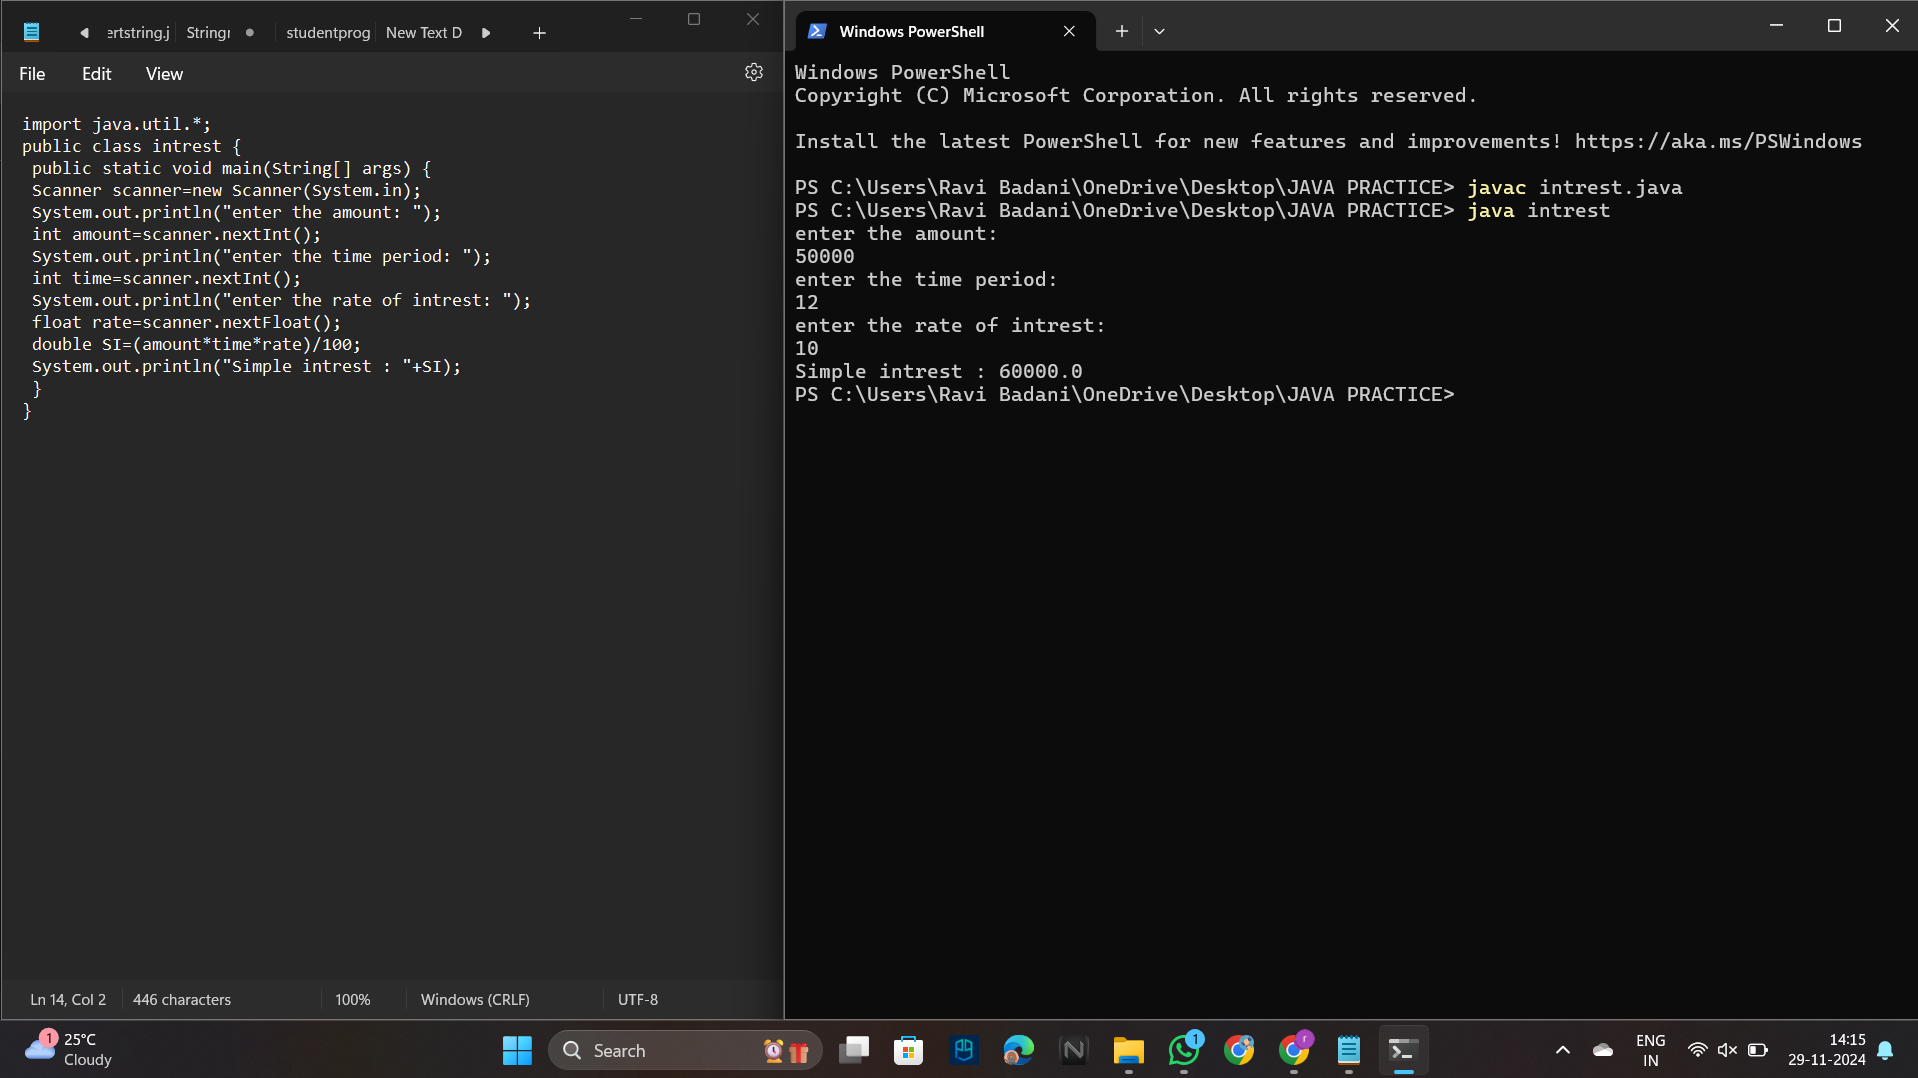 ertstring.j Stringr studentprog New Text D
File Edit View
import java.util.*;
public class intrest {
public static void main(String[] args) {
Scanner scanner=new Scanner(System.in);
System.out.println("enter the amount: ");
int amount=scanner.nextInt();
System.out.println("enter the time period: ");
int time=scanner.nextInt();
System.out.println("enter the rate of intrest: ");
float rate=scanner.nextFloat();
double SI=(amount*time*rate)/100;
System.out.println("Simple intrest : "+SI);
}
}
Ln 14, Col 2 446 characters 100% Windows (CRLF) UTF-8
Windows PowerShell
Windows PowerShell
Copyright (C) Microsoft Corporation. All rights reserved.
Install the latest PowerShell for new features and improvements! https://aka.ms/PSWindows
PS C:\Users\Ravi Badani\OneDrive\Desktop\JAVA PRACTICE> javac intrest.java
PS C:\Users\Ravi Badani\OneDrive\Desktop\JAVA PRACTICE> java intrest
enter the amount:
50000
enter the time period:
12
enter the rate of intrest:
10
Simple intrest : 60000.0
PS C:\Users\Ravi Badani\OneDrive\Desktop\JAVA PRACTICE>
1
25°C
Cloudy
Search
1
r
ENG
IN
14:15
29-11-2024